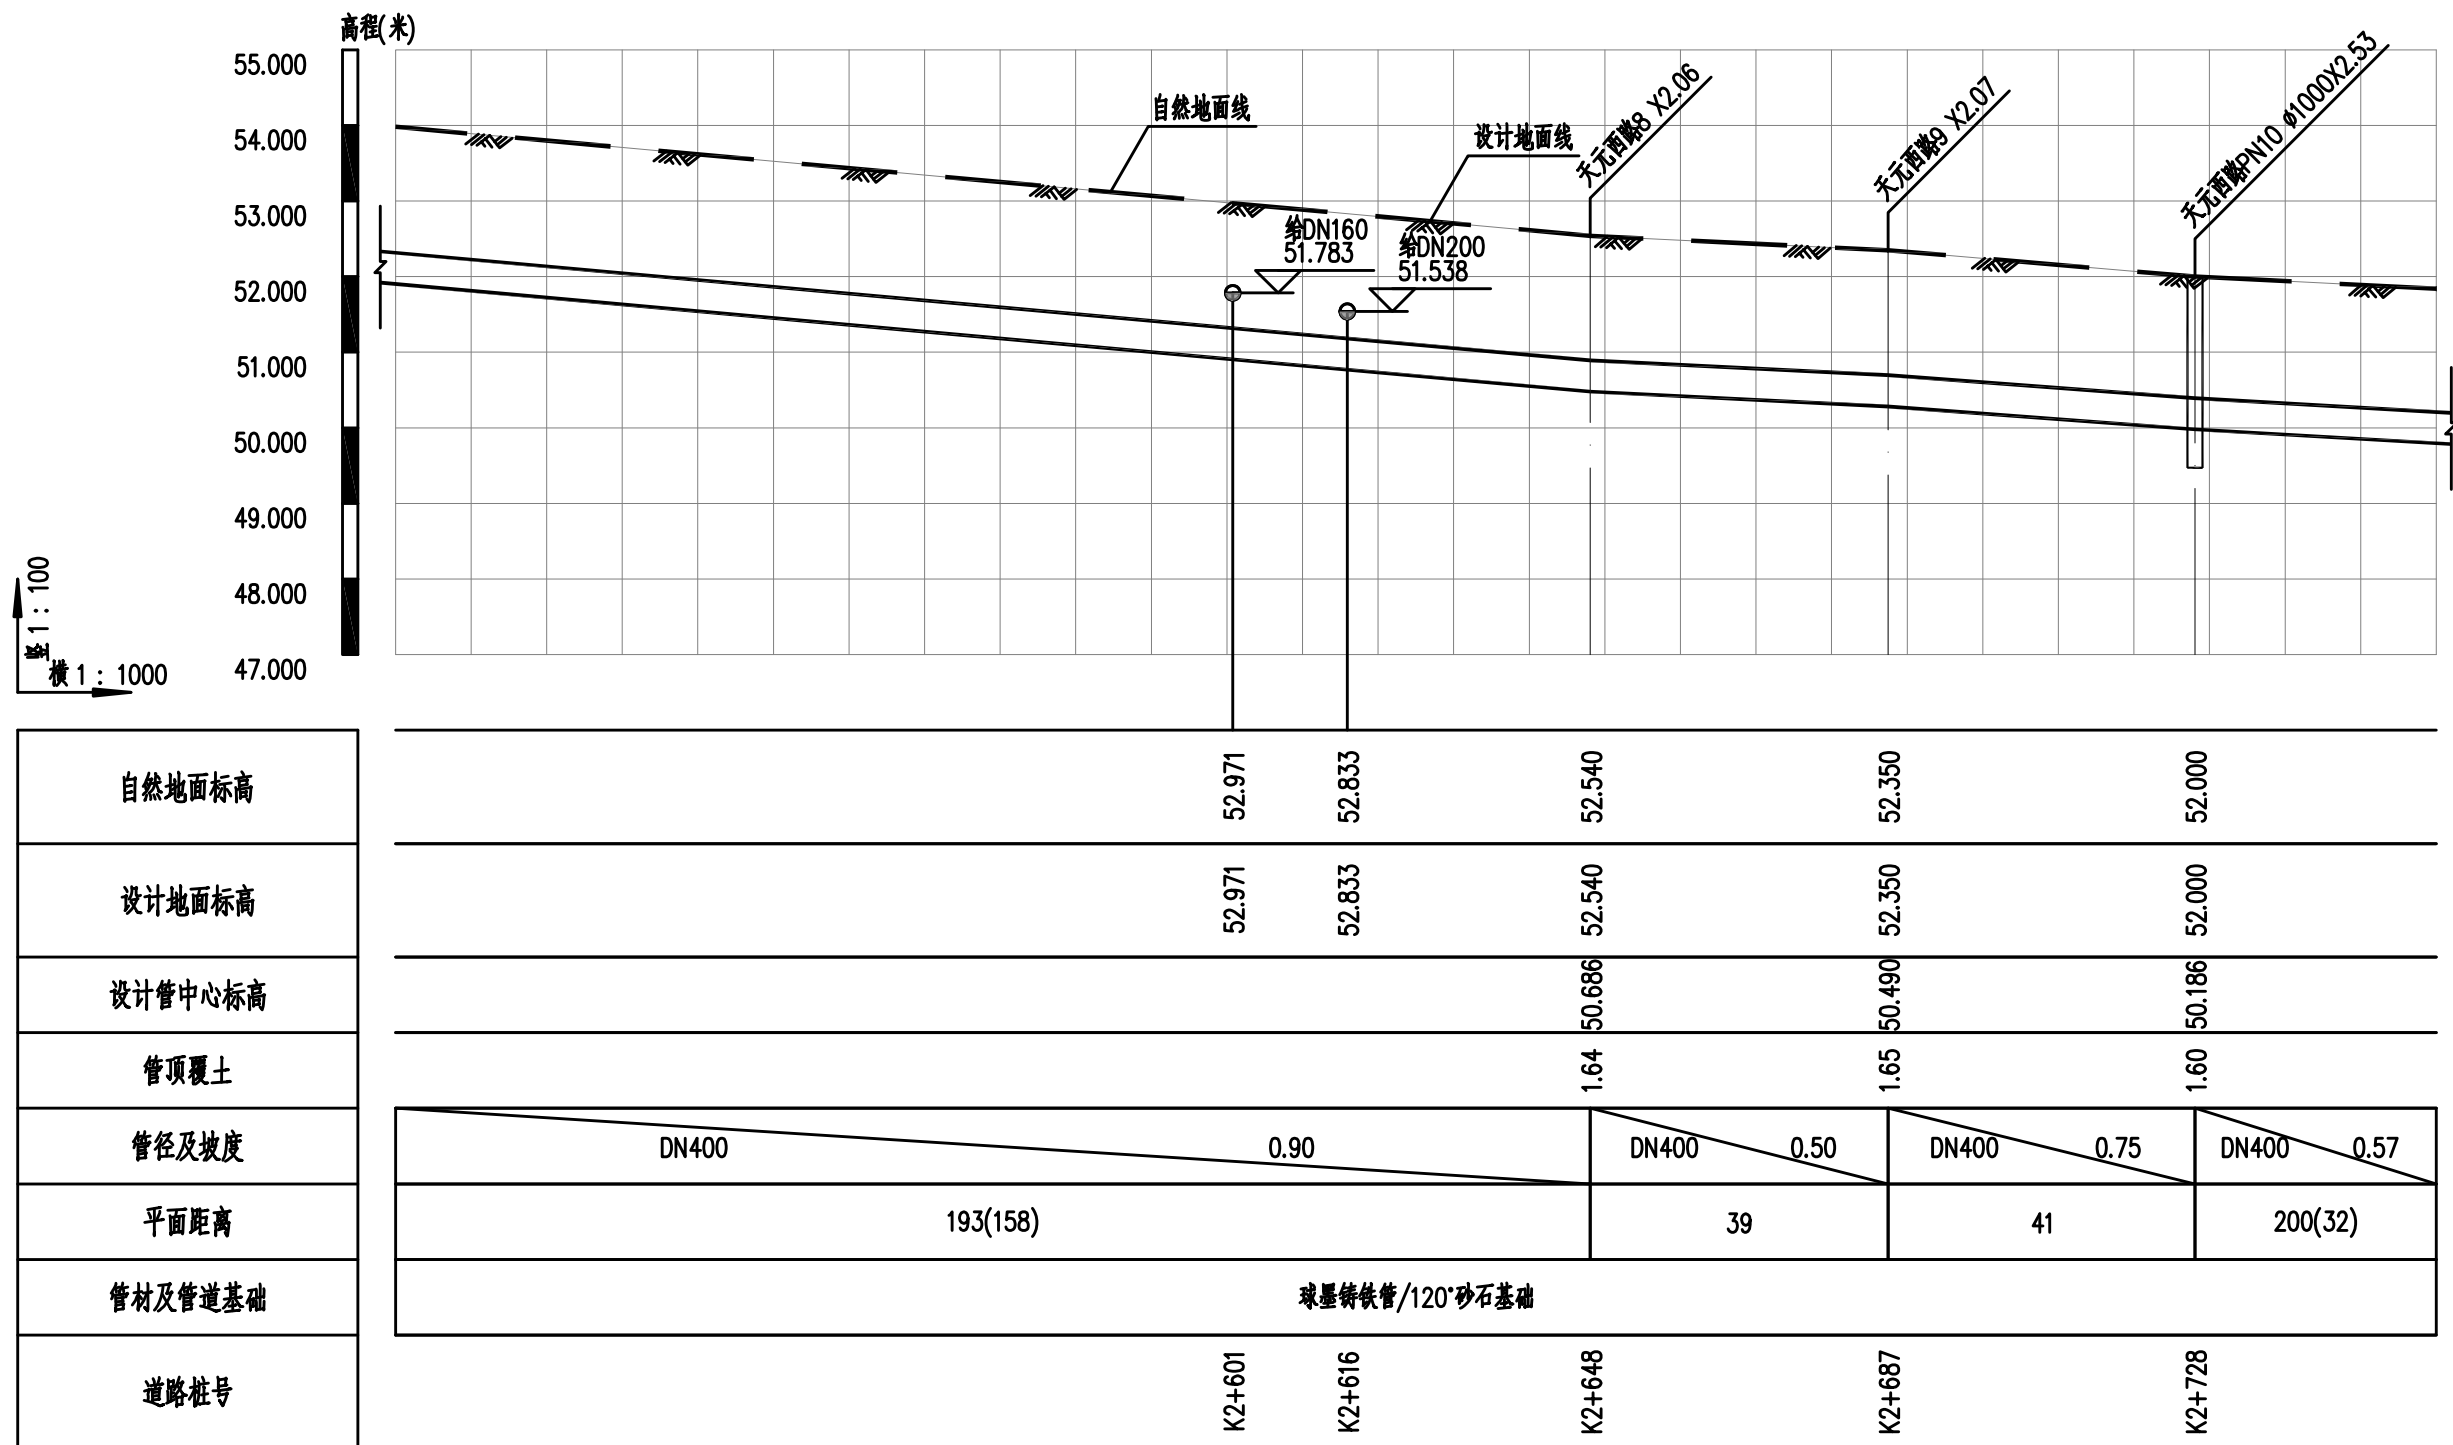 高程(米)
55.000
54.000
53.000
52.000
51.000
50.000
49.000
48.000
47.000
竖 1 : 100
横 1 : 1000
自然地面线
设计地面线
给DN160
51.783
给DN200
51.538
天元西路8 X2.06
天元西路9 X2.07
天元西路PN10 ø1000X2.53
自然地面标高
52.971 52.833 52.540 52.350 52.000
设计地面标高
52.971 52.833 52.540 52.350 52.000
设计管中心标高
50.686 50.490 50.186
管顶覆土
1.64 1.65 1.60
管径及坡度
DN400 0.90 DN400 0.50 DN400 0.75 DN400 0.57
平面距离
193(158) 39 41 200(32)
管材及管道基础
球墨铸铁管/120°砂石基础
道路桩号
K2+601 K2+616 K2+648 K2+687 K2+728